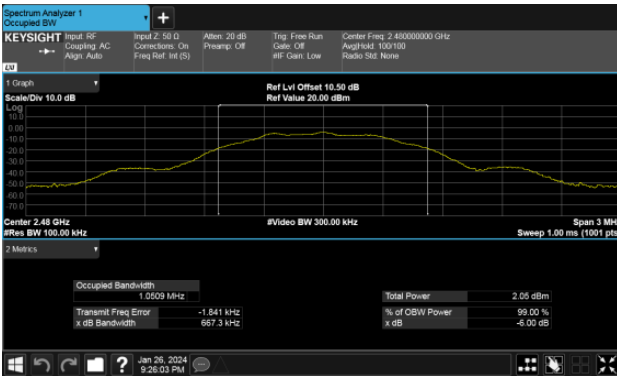 Spectrum Analyzer 1
Occupied BW
+
KEYSIGHT Input: RF Input Z: 50 Ω Atten: 20 dB Trig: Free Run Center Freq: 2.480000000 GHz
Coupling: AC Corrections: On Preamp: Off Gate: Off Avg|Hold: 100/100
Align: Auto Freq Ref: Int (S) #IF Gain: Low Radio Std: None
LXI
1 Graph
Ref Lvl Offset 10.50 dB
Scale/Div 10.0 dB Ref Value 20.00 dBm
Log
10.0
0.00
-10.0
-20.0
-30.0
-40.0
-50.0
-60.0
-70.0
Center 2.48 GHz #Video BW 300.00 kHz Span 3 MH
#Res BW 100.00 kHz Sweep 1.00 ms (1001 pts
2 Metrics
Occupied Bandwidth
1.0509 MHz Total Power 2.05 dBm
Transmit Freq Error -1.841 kHz % of OBW Power 99.00 %
x dB Bandwidth 667.3 kHz x dB -6.00 dB
? Jan 26, 2024
9:26:03 PM